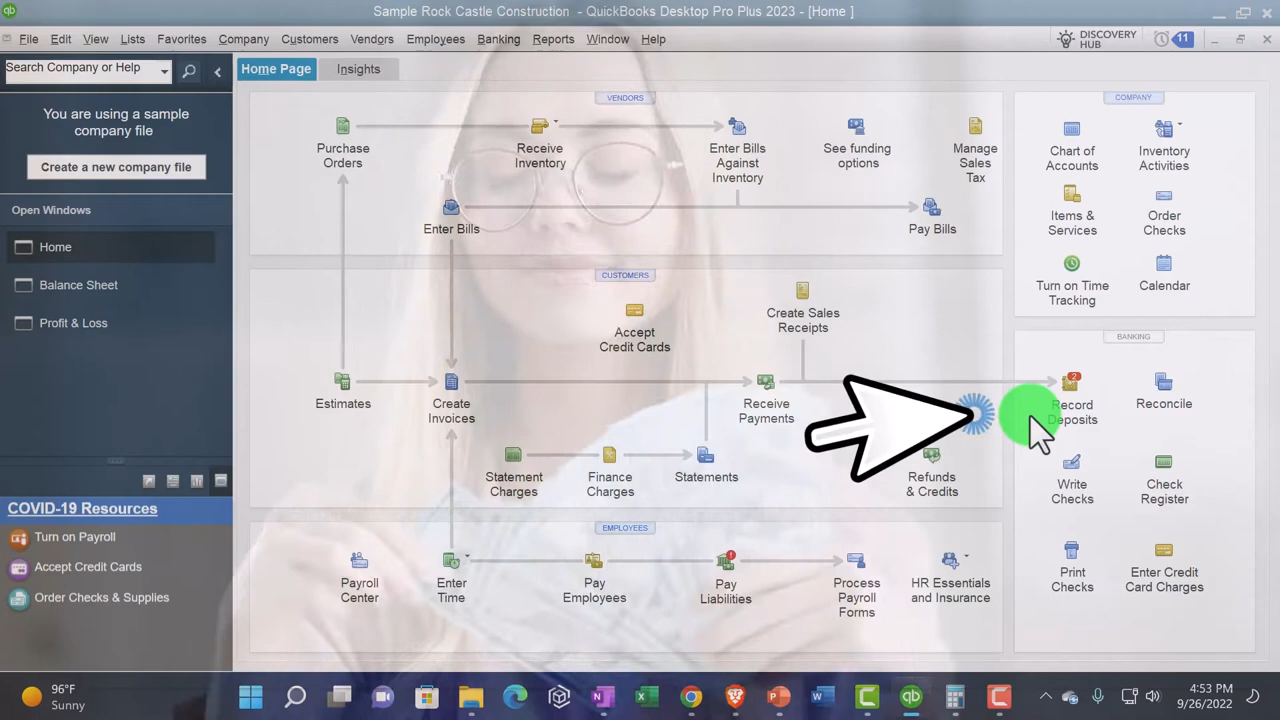 Sample Rock Castle Construction - QuickBooks Desktop Pro Plus 2023 - [Home ]
File Edit View Lists Favorites Company Customers Vendors Employees Banking Reports Window Help
DISCOVERY
HUB
11
Search Company or Help
Home Page
Insights
You are using a sample
company file
Create a new company file
Open Windows
Home
Balance Sheet
Profit & Loss
COVID-19 Resources
Turn on Payroll
Accept Credit Cards
Order Checks & Supplies
VENDORS
Purchase
Orders
Receive
Inventory
Enter Bills
Against
Inventory
See funding
options
Manage
Sales
Tax
Enter Bills
Pay Bills
CUSTOMERS
Accept
Credit Cards
Create Sales
Receipts
Estimates
Create
Invoices
Receive
Payments
Statement
Charges
Finance
Charges
Statements
Refunds
& Credits
EMPLOYEES
Payroll
Center
Enter
Time
Pay
Employees
Pay
Liabilities
Process
Payroll
Forms
HR Essentials
and Insurance
COMPANY
Chart of
Accounts
Inventory
Activities
Items &
Services
Order
Checks
Turn on Time
Tracking
Calendar
BANKING
2
Record
Deposits
Reconcile
Write
Checks
Check
Register
Print
Checks
Enter Credit
Card Charges
96°F
Sunny
4:53 PM
9/26/2022